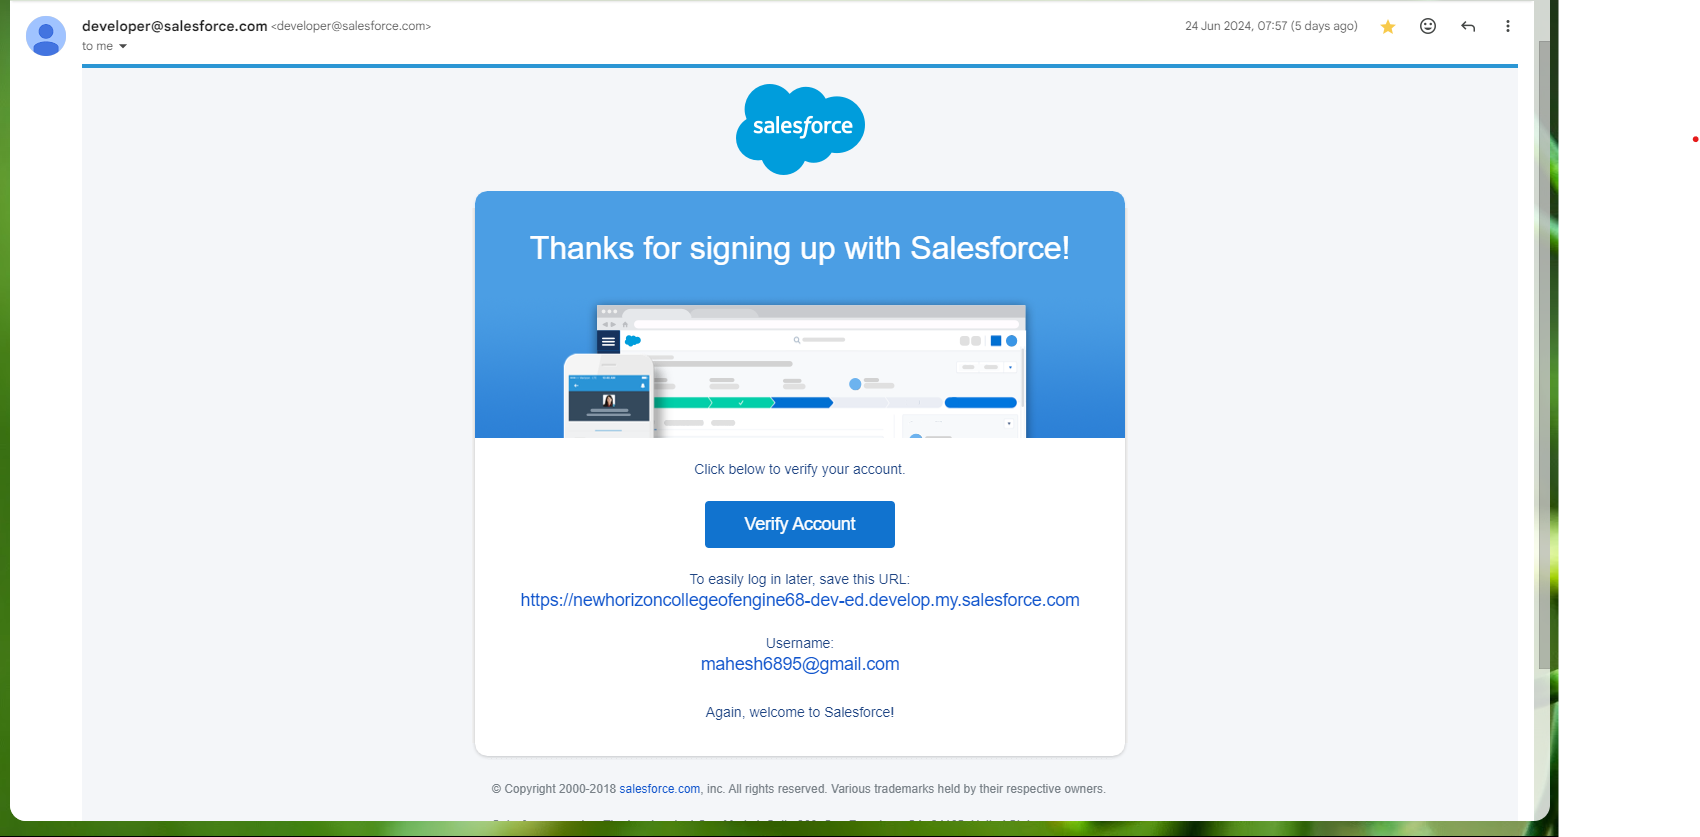 developer@salesforce.com <developer@salesforce.com>
24 Jun 2024, 07:57 (5 days ago)
to me
salesforce
Thanks for signing up with Salesforce!
Click below to verify your account.
Verify Account
To easily log in later, save this URL:
https://newhorizoncollegeofengine68-dev-ed.develop.my.salesforce.com
Username:
mahesh6895@gmail.com
Again, welcome to Salesforce!
© Copyright 2000-2018 salesforce.com, inc. All rights reserved. Various trademarks held by their respective owners.